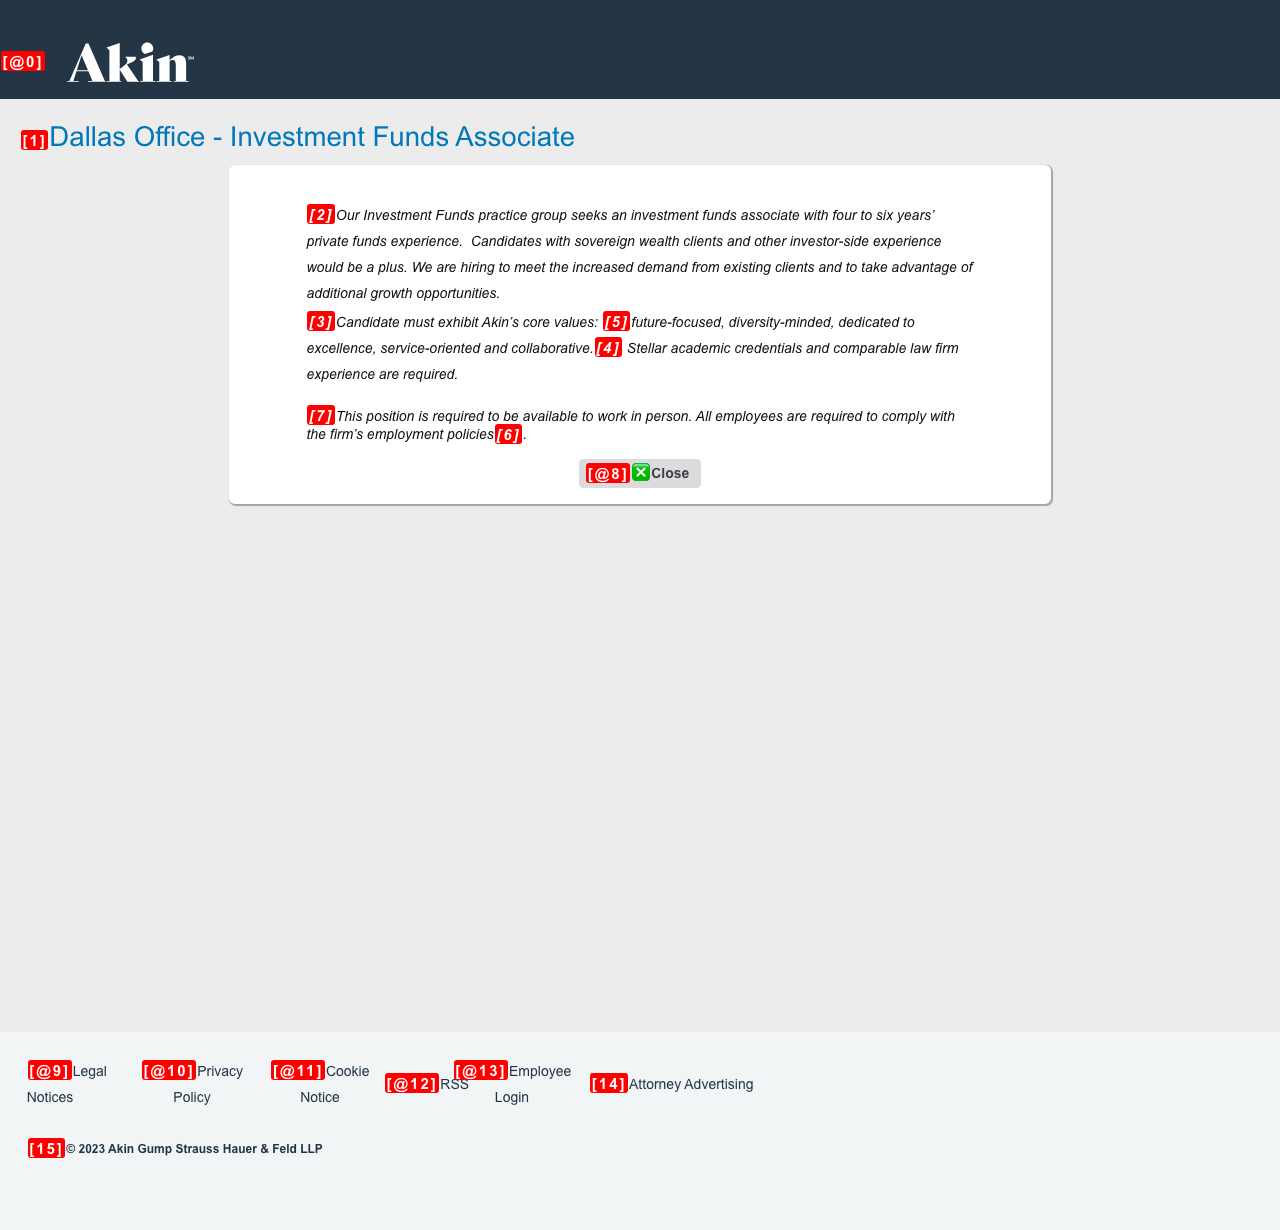 [@0] Akin℠
[1] Dallas Office - Investment Funds Associate
[2] Our Investment Funds practice group seeks an investment funds associate with four to six years’
private funds experience.  Candidates with sovereign wealth clients and other investor-side experience
would be a plus. We are hiring to meet the increased demand from existing clients and to take advantage of
additional growth opportunities.
[3] Candidate must exhibit Akin’s core values: [5] future-focused, diversity-minded, dedicated to
excellence, service-oriented and collaborative. [4] Stellar academic credentials and comparable law firm
experience are required.
[7] This position is required to be available to work in person. All employees are required to comply with
the firm’s employment policies [6].
[@8] Close
[@9] Legal
Notices
[@10] Privacy
Policy
[@11] Cookie
Notice
[@12] RSS
[@13] Employee
Login
[14] Attorney Advertising
[15] © 2023 Akin Gump Strauss Hauer & Feld LLP